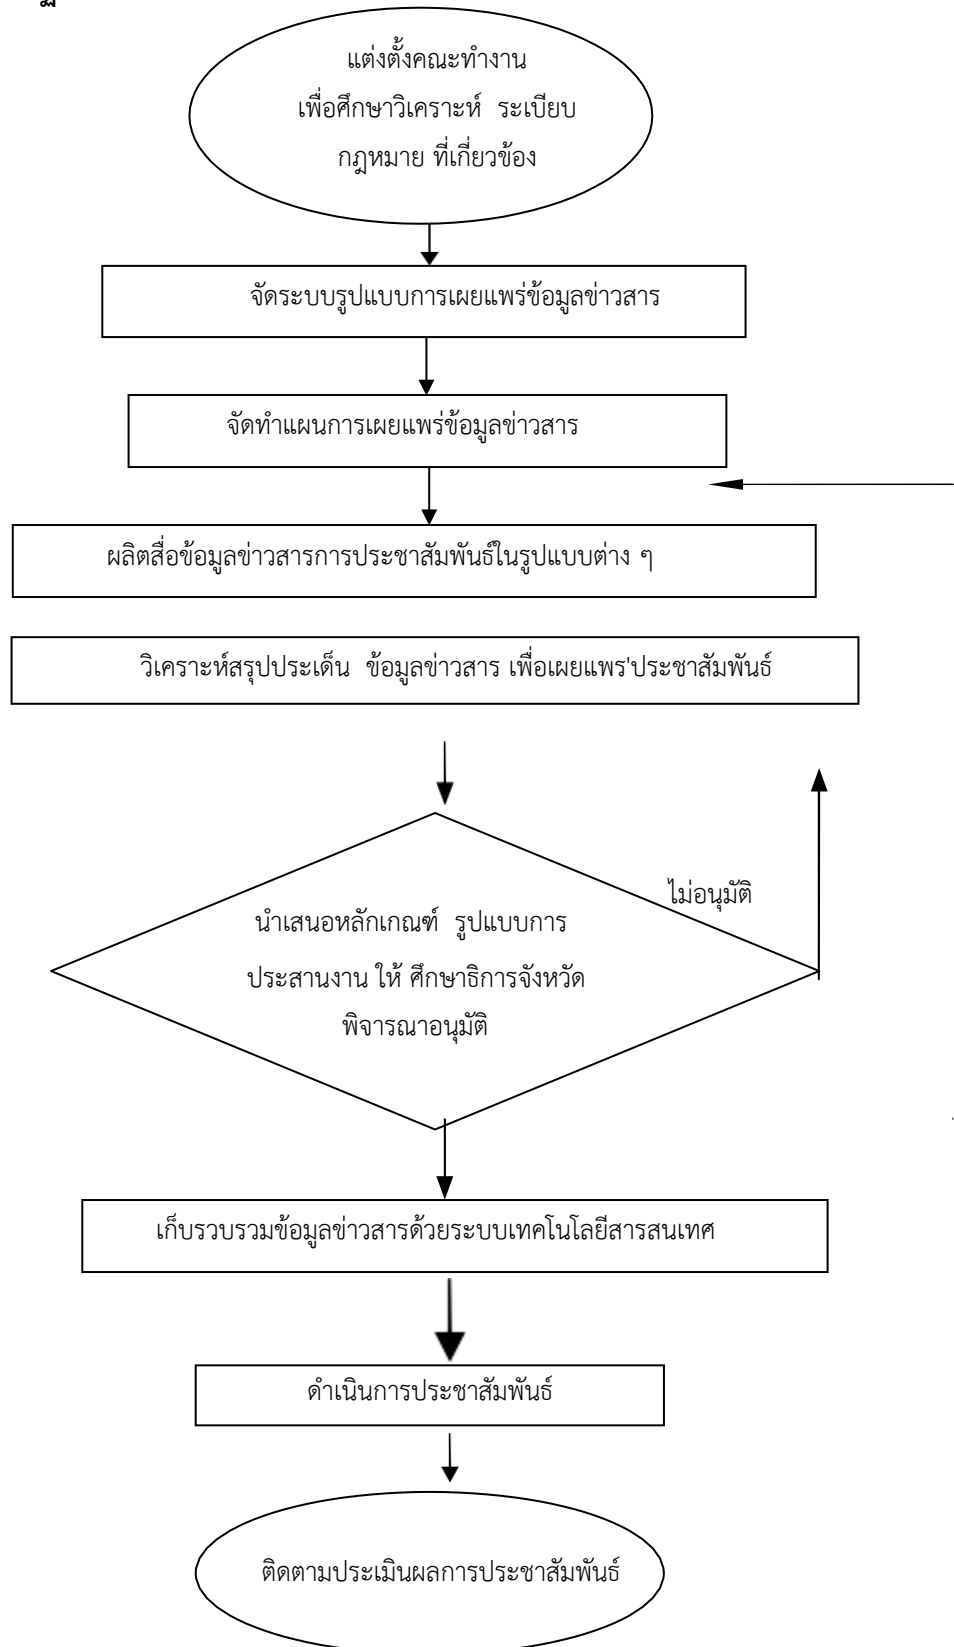 แต่งตั้งคณะทำงาน
เพื่อศึกษาวิเคราะห์ ระเบียบ
กฎหมาย ที่เกี่ยวข้อง
จัดระบบรูปแบบการเผยแพร่ข้อมูลข่าวสาร
จัดทำแผนการเผยแพร่ข้อมูลข่าวสาร
ผลิตสื่อข้อมูลข่าวสารการประชาสัมพันธ์ในรูปแบบต่าง ๆ
วิเคราะห์สรุปประเด็น ข้อมูลข่าวสาร เพื่อเผยแพร'ประชาสัมพันธ์
ไม่อนุมัติ
นำเสนอหลักเกณฑ์ รูปแบบการ
ประสานงาน ให้ ศึกษาธิการจังหวัด
พิจารณาอนุมัติ
เก็บรวบรวมข้อมูลข่าวสารด้วยระบบเทคโนโลยีสารสนเทศ
ดำเนินการประชาสัมพันธ์
ติดตามประเมินผลการประชาสัมพันธ์